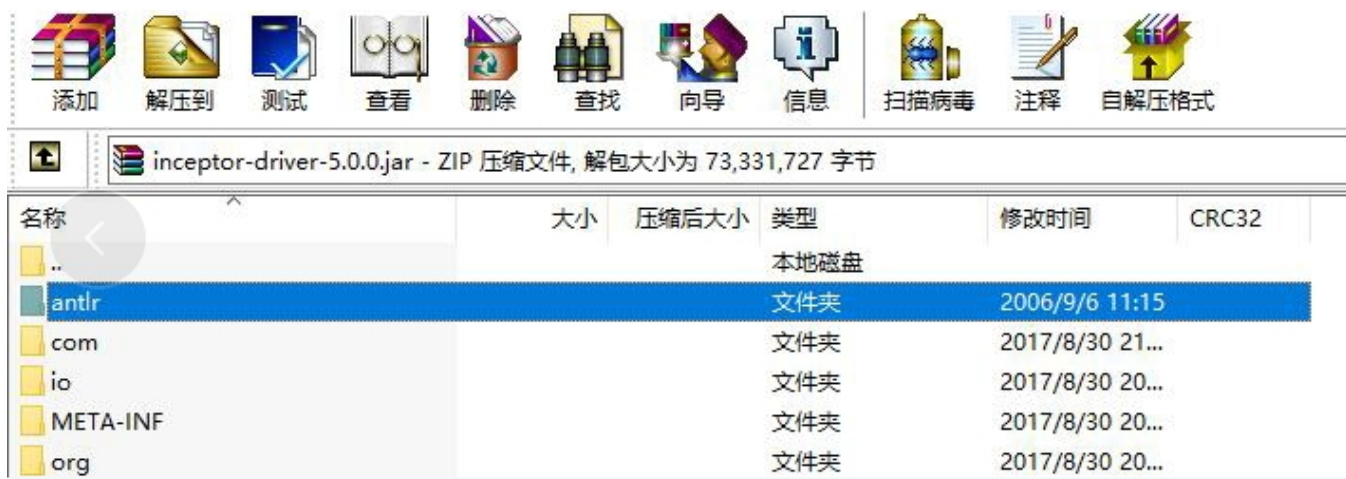 添加 解压到 测试 查看 删除 查找 向导 信息 扫描病毒 注释 自解压格式
inceptor-driver-5.0.0.jar - ZIP 压缩文件, 解包大小为 73,331,727 字节
名称 大小 压缩后大小 类型 修改时间 CRC32
.. 本地磁盘
antlr 文件夹 2006/9/6 11:15
com 文件夹 2017/8/30 21...
io 文件夹 2017/8/30 20...
META-INF 文件夹 2017/8/30 20...
org 文件夹 2017/8/30 20...